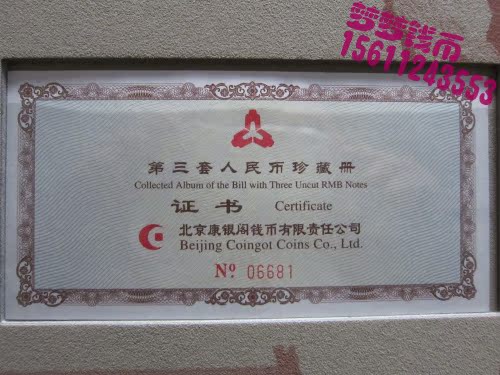 梦梦钱币
15611243553
第三套人民币珍藏册
Collected Album of the Bill with Three Uncut RMB Notes
证书 Certificate
北京康银阁钱币有限责任公司
Beijing Coingot Coins Co., Ltd.
Nº 06681